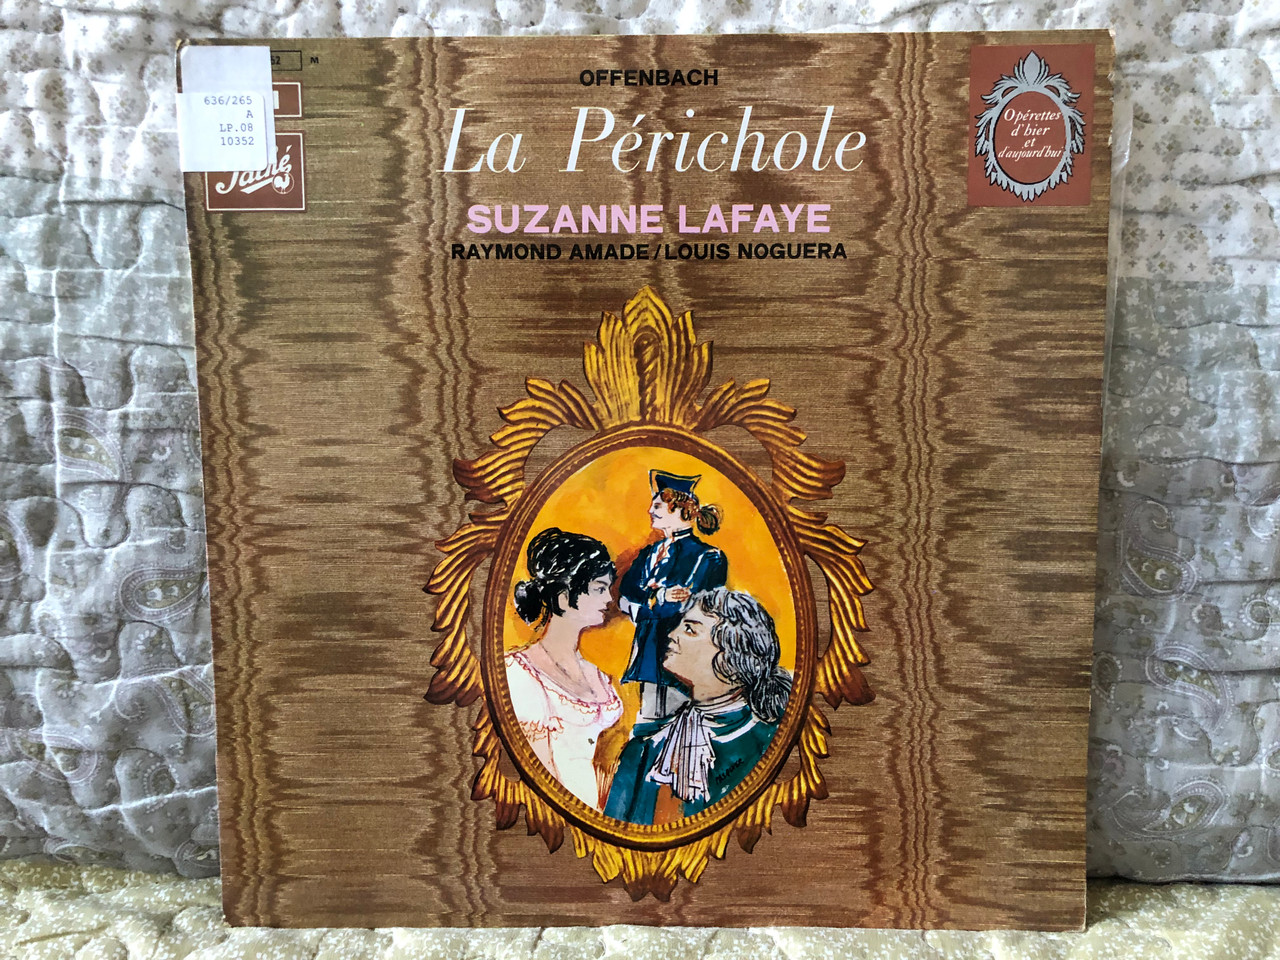 636/265
A
LP.08
10352
52 M
Pathé
OFFENBACH
La Périchole
SUZANNE LAFAYE
RAYMOND AMADE/LOUIS NOGUERA
Opérettes
d'hier
et
d'aujourd'hui